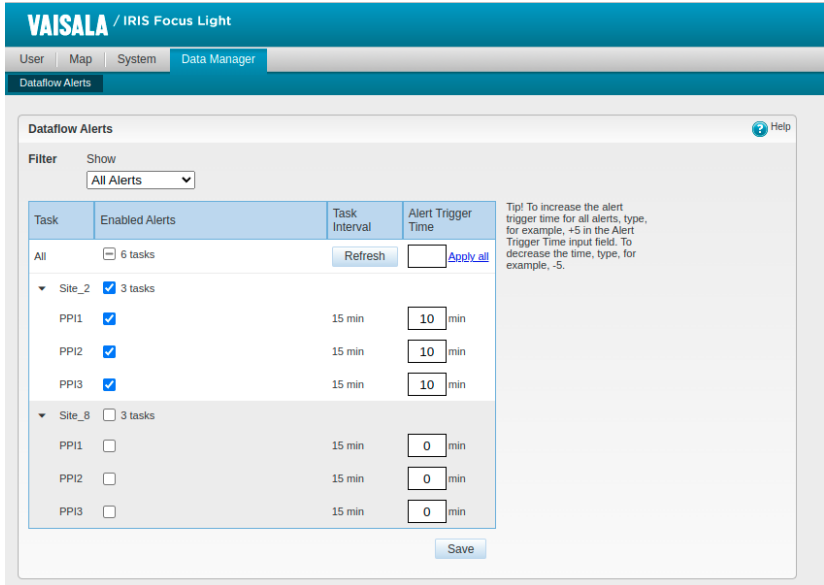 VAISALA / IRIS Focus Light
User Map System Data Manager
Dataflow Alerts
Dataflow Alerts
? Help
Filter Show
All Alerts
Task Enabled Alerts Task Interval Alert Trigger Time
All 6 tasks Refresh Apply all
Site_2 3 tasks
PPI1 15 min 10 min
PPI2 15 min 10 min
PPI3 15 min 10 min
Site_8 3 tasks
PPI1 15 min 0 min
PPI2 15 min 0 min
PPI3 15 min 0 min
Save
Tip! To increase the alert
trigger time for all alerts, type,
for example, +5 in the Alert
Trigger Time input field. To
decrease the time, type, for
example, -5.